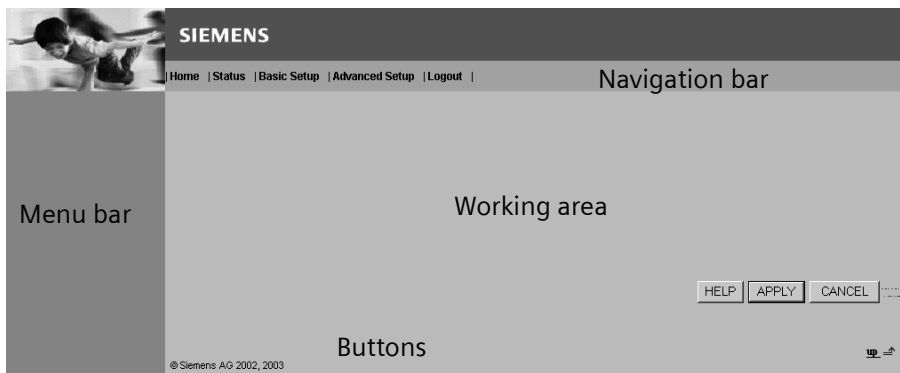 SIEMENS
Home | Status | Basic Setup | Advanced Setup | Logout |
Navigation bar
Menu bar
Working area
HELP APPLY CANCEL
Buttons
up
© Siemens AG 2002, 2003